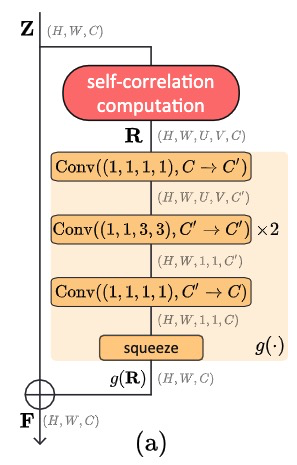 Z (H, W, C)
self-correlation
computation
R (H, W, U, V, C)
Conv((1, 1, 1, 1), C → C′)
(H, W, U, V, C′)
Conv((1, 1, 3, 3), C′ → C′) ×2
(H, W, 1, 1, C′)
Conv((1, 1, 1, 1), C′ → C)
(H, W, 1, 1, C)
squeeze g(·)
g(R) (H, W, C)
F (H, W, C)
(a)